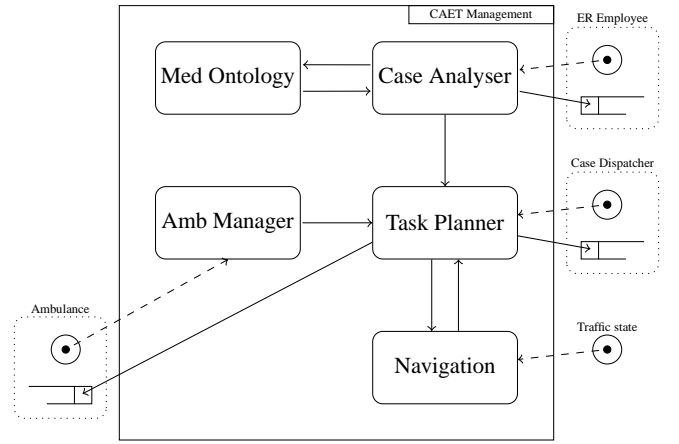 CAET Management
ER Employee
Med Ontology
Case Analyser
Case Dispatcher
Amb Manager
Task Planner
Ambulance
Traffic state
Navigation